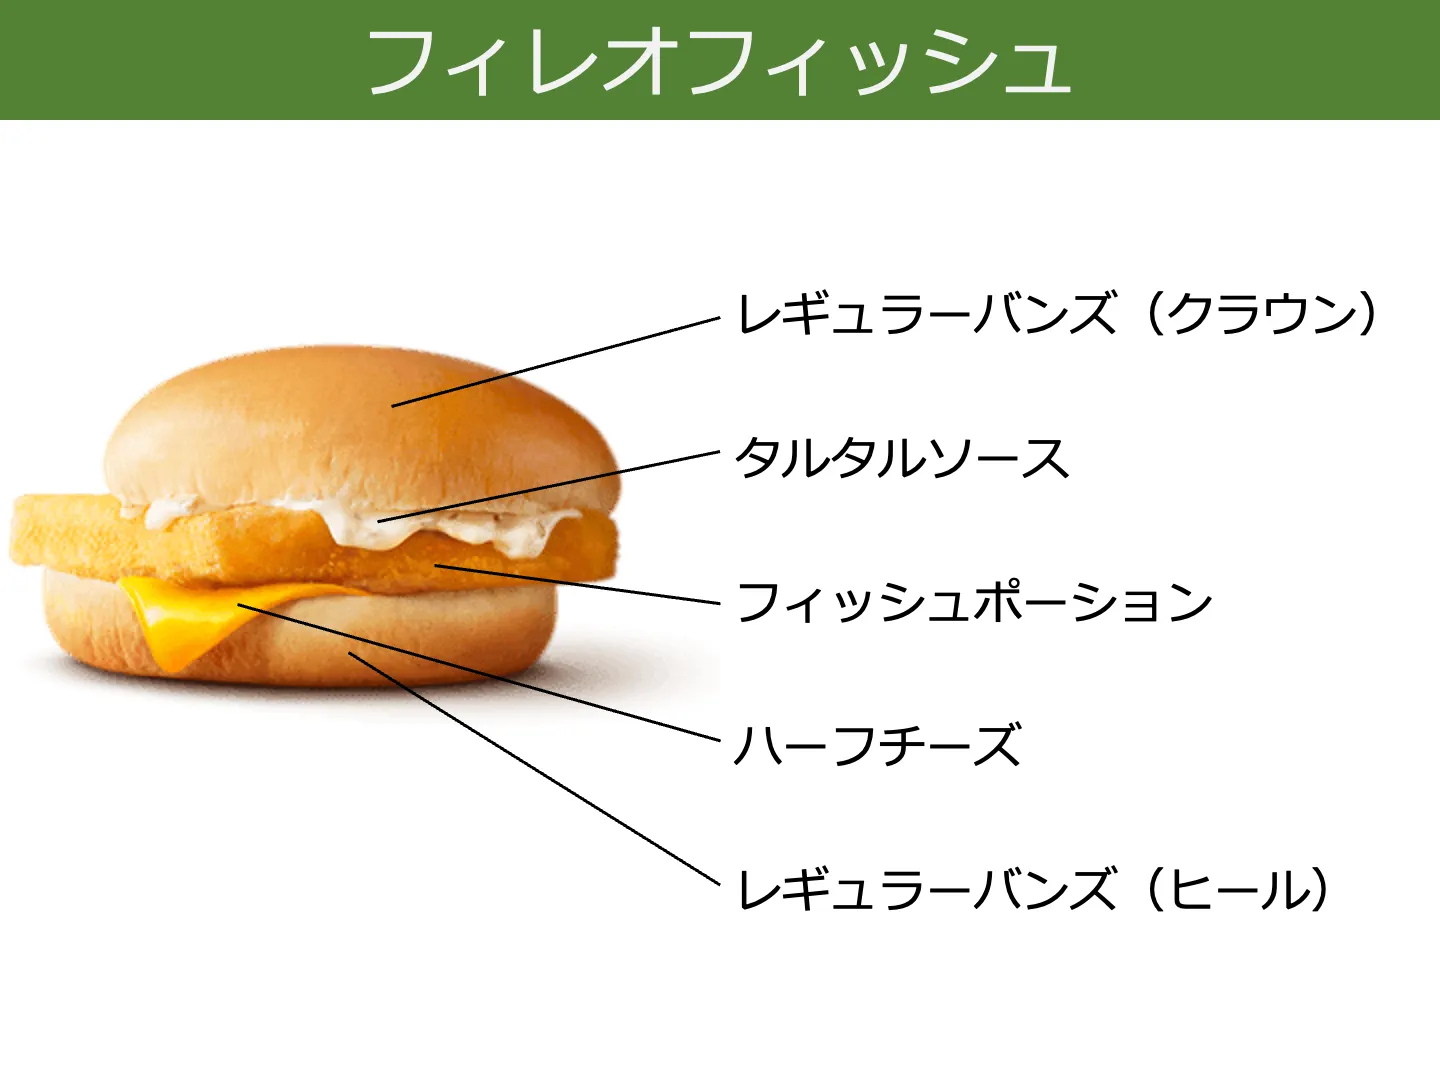 フィレオフィッシュ
レギュラーバンズ（クラウン）
タルタルソース
フィッシュポーション
ハーフチーズ
レギュラーバンズ（ヒール）